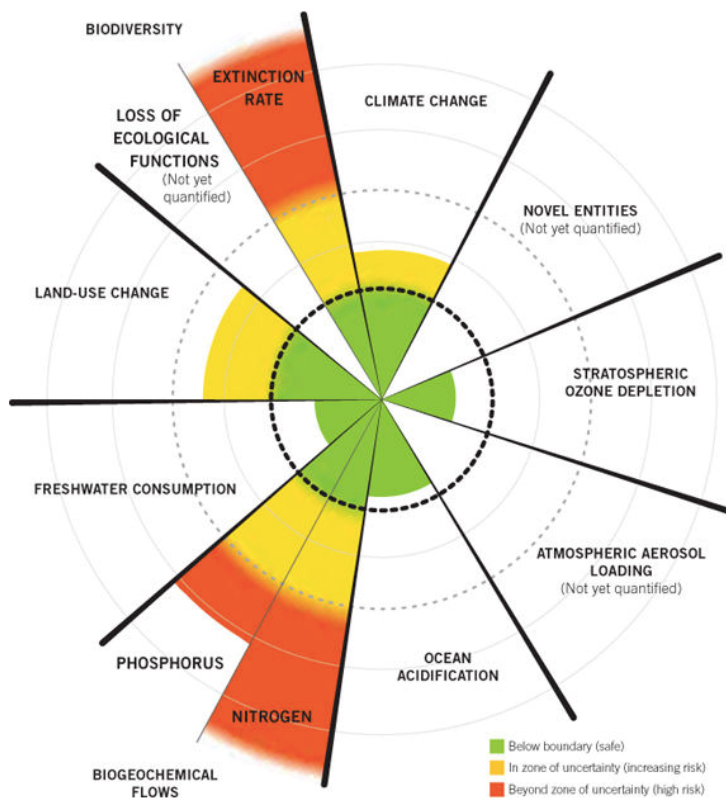 BIODIVERSITY
EXTINCTION
RATE
CLIMATE CHANGE
LOSS OF
ECOLOGICAL
FUNCTIONS
(Not yet
quantified)
NOVEL ENTITIES
(Not yet quantified)
LAND-USE CHANGE
STRATOSPHERIC
OZONE DEPLETION
FRESHWATER CONSUMPTION
ATMOSPHERIC AEROSOL
LOADING
(Not yet quantified)
PHOSPHORUS
OCEAN
ACIDIFICATION
NITROGEN
BIOGEOCHEMICAL
FLOWS
Below boundary (safe)
In zone of uncertainty (increasing risk)
Beyond zone of uncertainty (high risk)